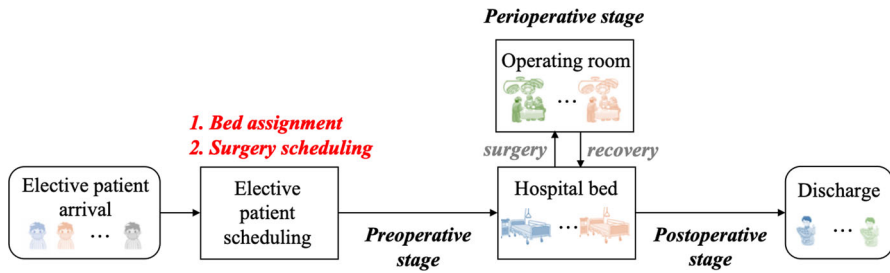 Perioperative stage
Operating room
...
1. Bed assignment
2. Surgery scheduling
surgery
recovery
Elective patient
arrival
...
Elective
patient
scheduling
Preoperative
stage
Hospital bed
...
Postoperative
stage
Discharge
...